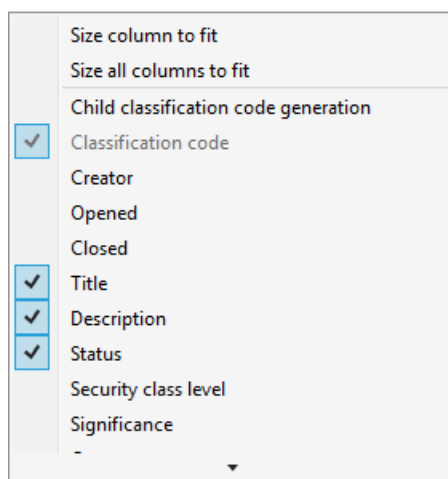 Size column to fit
Size all columns to fit
Child classification code generation
Classification code
Creator
Opened
Closed
Title
Description
Status
Security class level
Significance